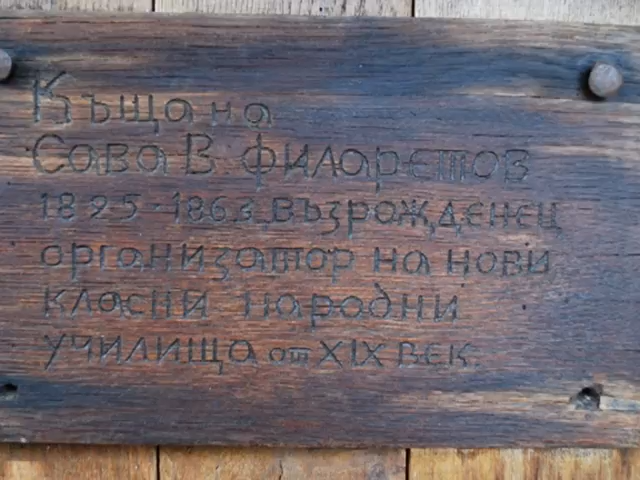 Къща на
Сава В. Филаретов
1825-1863. Възрожденец
организатор на нови
класни народни
училища от XIX век.